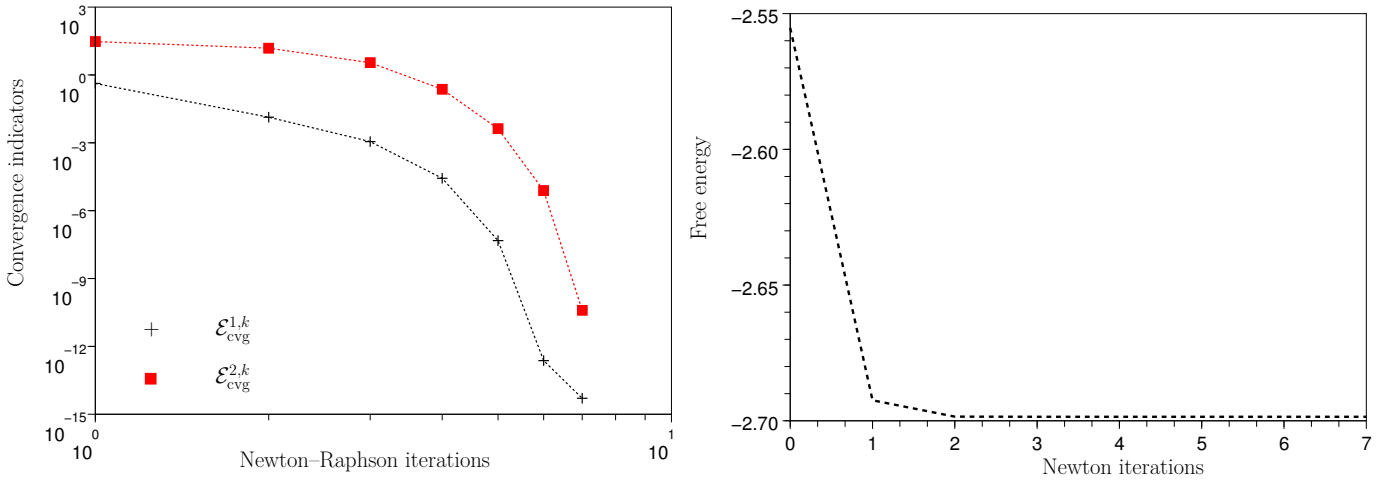 10^3
10^0
10^{-3}
10^{-6}
10^{-9}
10^{-12}
10^{-15}
Convergence indicators
+ \mathcal{E}_{cvg}^{1,k}
\mathcal{E}_{cvg}^{2,k}
10^0 10^1
Newton–Raphson iterations
−2.55
−2.60
−2.65
−2.70
Free energy
0 1 2 3 4 5 6 7
Newton iterations